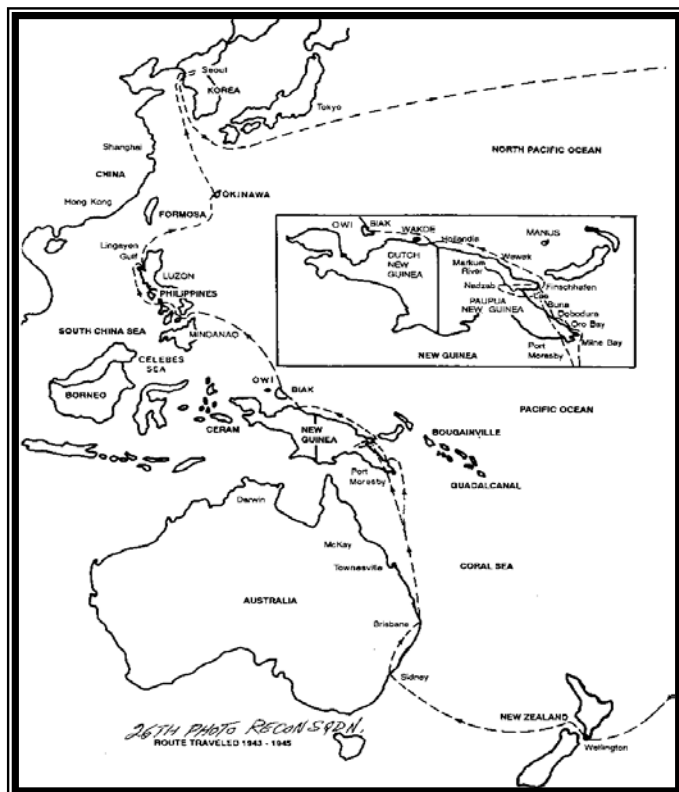 Seoul
KOREA
Tokyo
Shanghai
CHINA
NORTH PACIFIC OCEAN
OKINAWA
Hong Kong
FORMOSA
Lingayen
Gulf
LUZON
PHILIPPINES
SOUTH CHINA SEA
MINDANAO
CELEBES
SEA
BORNEO
OWI
BIAK
CERAM
NEW
GUINEA
PACIFIC OCEAN
BOUGAINVILLE
GUADALCANAL
Port
Moresby
Darwin
McKay
Townesville
CORAL SEA
AUSTRALIA
Brisbane
Sidney
NEW ZEALAND
Wellington
OWI
BIAK
WAKDE
Hollandia
MANUS
DUTCH
NEW
GUINEA
Markum
River
Wewek
Nadzab
Finschhafen
Lae
PAUPUA
NEW GUINEA
Buna
Dobodura
Oro Bay
Port
Moresby
Milne Bay
NEW GUINEA
26TH PHOTO RECON SQDN.
ROUTE TRAVELED 1943 - 1945